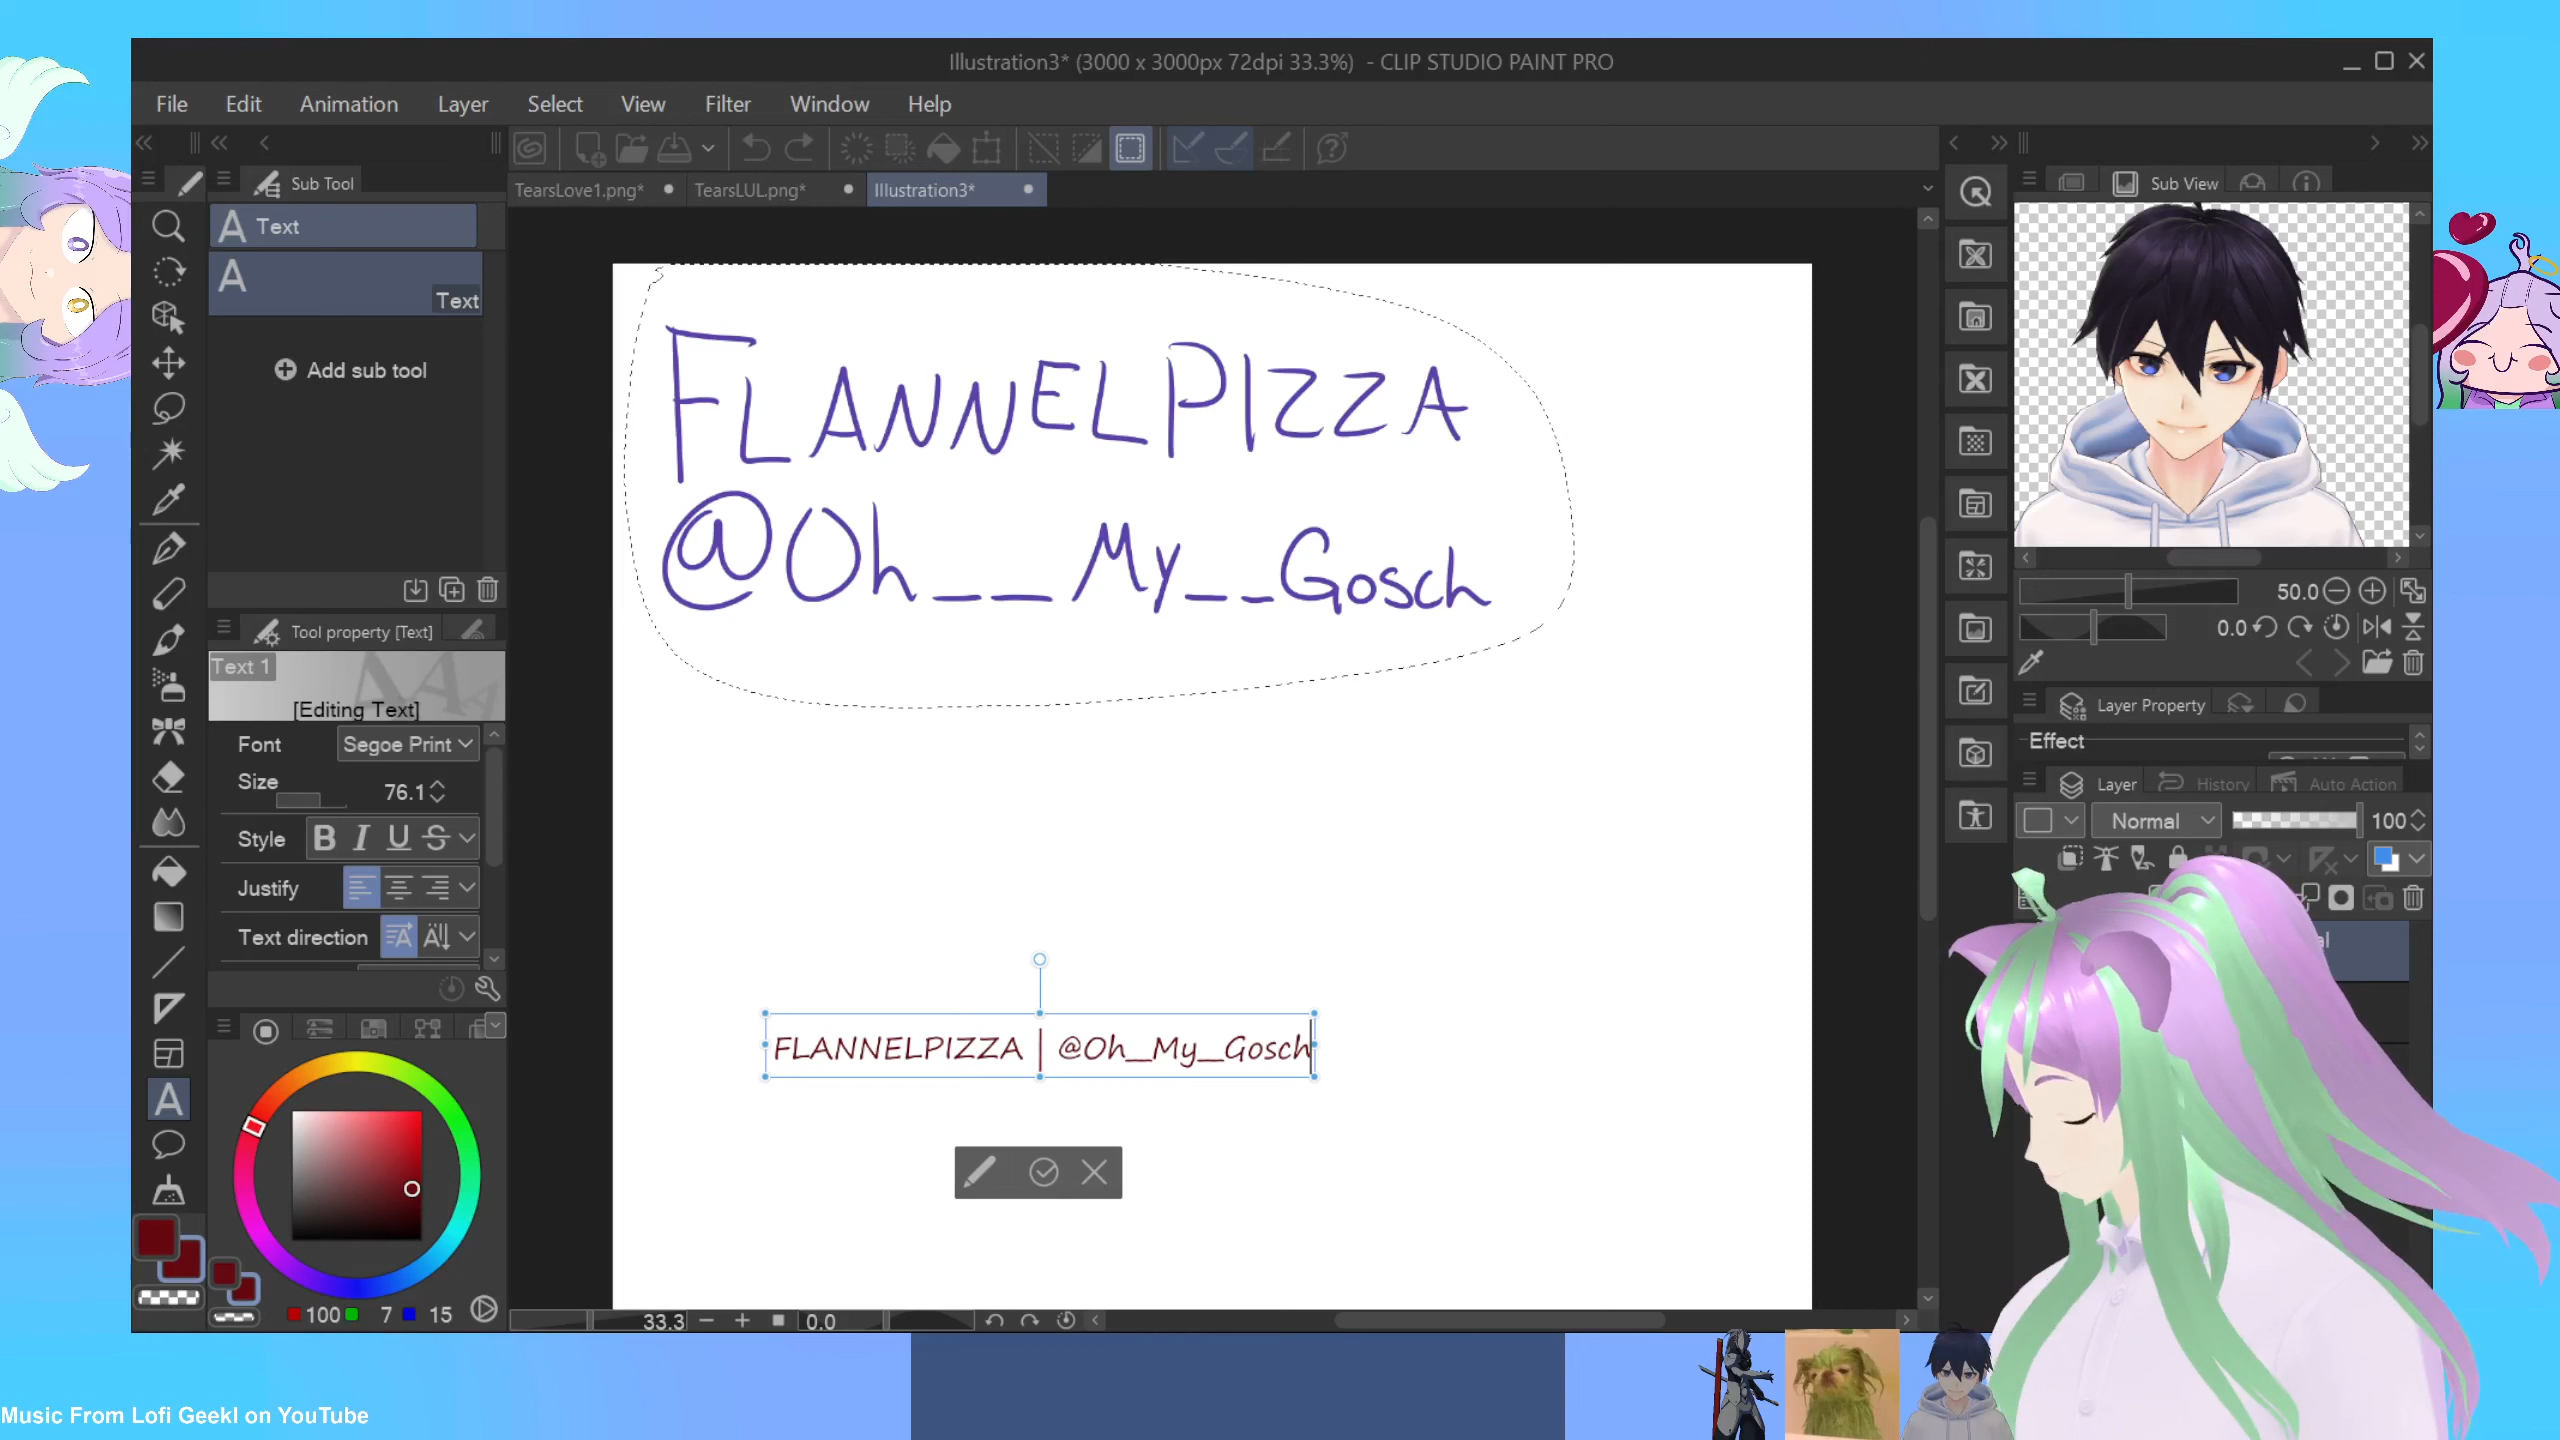 Illustration3* (3000 x 3000px 72dpi 33.3%) - CLIP STUDIO PAINT PRO
File Edit Animation Layer Select View Filter Window Help
TearsLove1.png* TearsLUL.png* Illustration3*
Sub Tool
Text
Text
Add sub tool
Tool property [Text]
Text 1
[Editing Text]
Font Segoe Print
Size 76.1
Style B I U S
Justify
Text direction
100 7 15
FLANNELPIZZA
@Oh__My__Gosch
FLANNELPIZZA | @Oh__My__Gosch
33.3 0.0
Sub View
50.0
0.0
Layer Property
Effect
Layer History Auto Action
Normal 100
Music From Lofi Geekl on YouTube